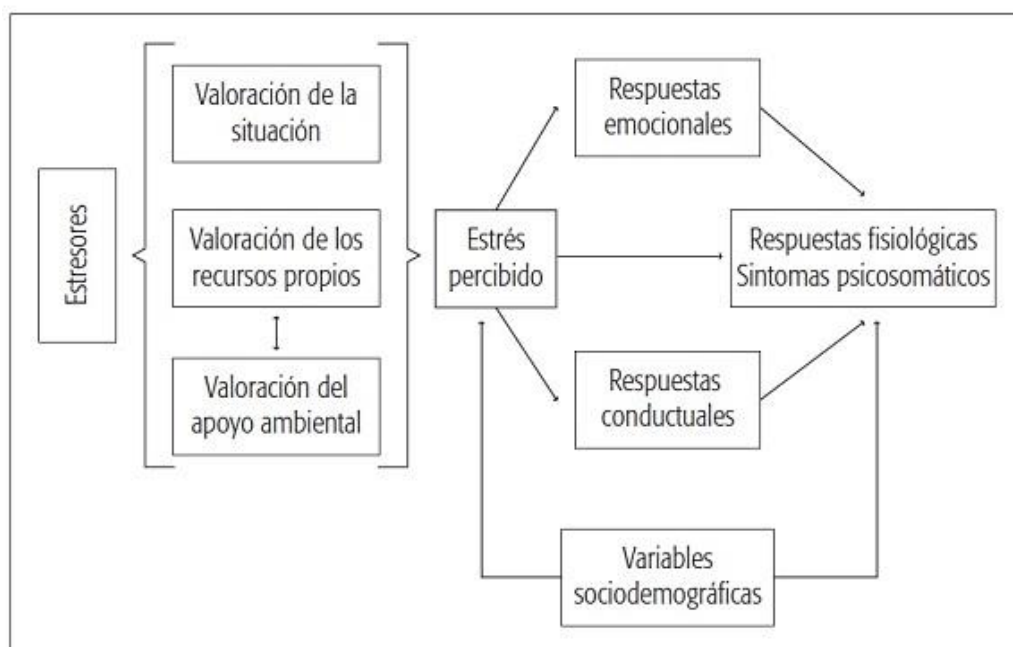 Estresores
Valoración de la
situación
Valoración de los
recursos propios
Valoración del
apoyo ambiental
Estrés
percibido
Respuestas
emocionales
Respuestas fisiológicas
Sintomas psicosomáticos
Respuestas
conductuales
Variables
sociodemográficas